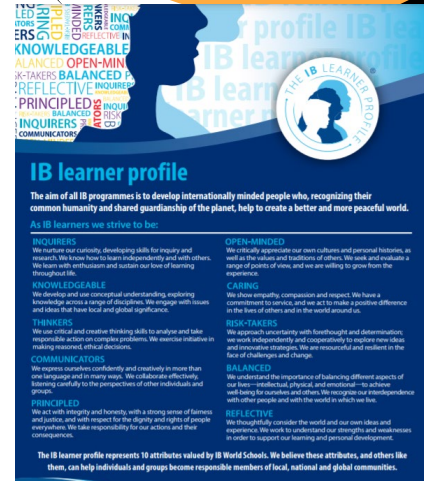 KNOWLEDGEABLE
BALANCED OPEN-MIN
SK-TAKERS BALANCED P
REFLECTIVE INQUIRER
PRINCIPLED
BALANCED
INQUIRERS
COMMUNICATORS
THE IB LEARNER PROFILE
IB learner profile
The aim of all IB programmes is to develop internationally minded people who, recognizing their
common humanity and shared guardianship of the planet, help to create a better and more peaceful world.
As IB learners we strive to be:
INQUIRERS
We nurture our curiosity, developing skills for inquiry and
research. We know how to learn independently and with others.
We learn with enthusiasm and sustain our love of learning
throughout life.
KNOWLEDGEABLE
We develop and use conceptual understanding, exploring
knowledge across a range of disciplines. We engage with issues
and ideas that have local and global significance.
THINKERS
We use critical and creative thinking skills to analyse and take
responsible action on complex problems. We exercise initiative in
making reasoned, ethical decisions.
COMMUNICATORS
We express ourselves confidently and creatively in more than
one language and in many ways. We collaborate effectively,
listening carefully to the perspectives of other individuals and
groups.
PRINCIPLED
We act with integrity and honesty, with a strong sense of fairness
and justice, and with respect for the dignity and rights of people
everywhere. We take responsibility for our actions and their
consequences.
OPEN-MINDED
We critically appreciate our own cultures and personal histories, as
well as the values and traditions of others. We seek and evaluate a
range of points of view, and we are willing to grow from the
experience.
CARING
We show empathy, compassion and respect. We have a
commitment to service, and we act to make a positive difference
in the lives of others and in the world around us.
RISK-TAKERS
We approach uncertainty with forethought and determination;
we work independently and cooperatively to explore new ideas
and innovative strategies. We are resourceful and resilient in the
face of challenges and change.
BALANCED
We understand the importance of balancing different aspects of
our lives—intellectual, physical, and emotional—to achieve
well-being for ourselves and others. We recognize our interdependence
with other people and with the world in which we live.
REFLECTIVE
We thoughtfully consider the world and our own ideas and
experience. We work to understand our strengths and weaknesses
in order to support our learning and personal development.
The IB learner profile represents 10 attributes valued by IB World Schools. We believe these attributes, and others like
them, can help individuals and groups become responsible members of local, national and global communities.